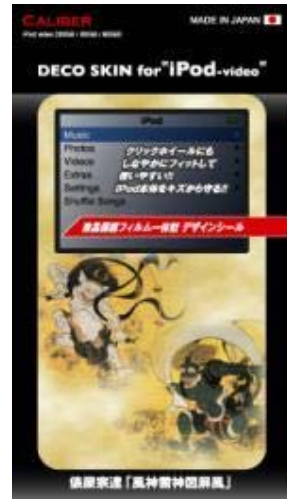 CALIBER
MADE IN JAPAN
DECO SKIN for "iPod-video"
iPod
Music
Photos
Videos
Extras
Settings
Shuffle Songs
クリックホイールにも
しなやかにフィットして
使いやすい!!
iPod本体をキズから守る!!
液晶保護フィルム一体型 デザインシール
俵屋宗達「風神雷神図屏風」